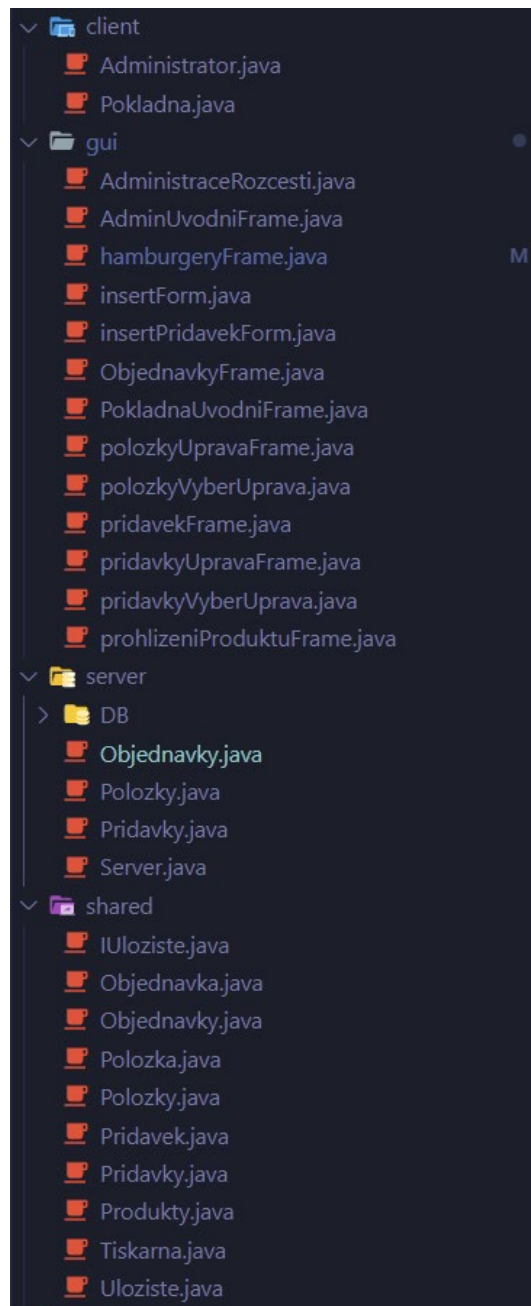 client
Administrator.java
Pokladna.java
gui
AdministraceRozcesti.java
AdminUvodniFrame.java
hamburgeryFrame.java M
insertForm.java
insertPridavekForm.java
ObjednavkyFrame.java
PokladnaUvodniFrame.java
polozkyUpravaFrame.java
polozkyVyberUprava.java
pridavekFrame.java
pridavkyUpravaFrame.java
pridavkyVyberUprava.java
prohlizeniProduktuFrame.java
server
DB
Objednavky.java
Polozky.java
Pridavky.java
Server.java
shared
IUloziste.java
Objednavka.java
Objednavky.java
Polozka.java
Polozky.java
Pridavek.java
Pridavky.java
Produkty.java
Tiskarna.java
Uloziste.java